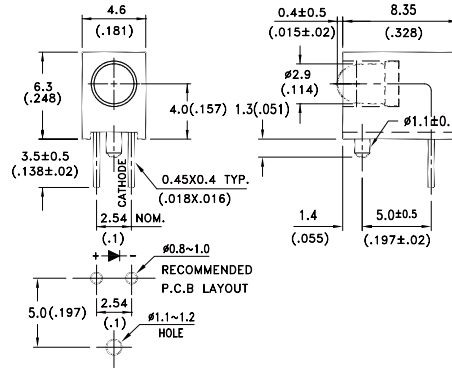 4.6
(.181)
0.4±0.5
(.015±.02)
8.35
(.328)
6.3
(.248)
4.0(.157)
ø2.9
(.114)
1.3(.051)
ø1.1±0.
3.5±0.5
(.138±.02)
CATHODE
0.45X0.4 TYP.
(.018X.016)
2.54 NOM.
(.1)
1.4
(.055)
5.0±0.5
(.197±.02)
+ -
ø0.8~1.0
RECOMMENDED
P.C.B LAYOUT
5.0(.197)
2.54
(.1)
ø1.1~1.2
HOLE